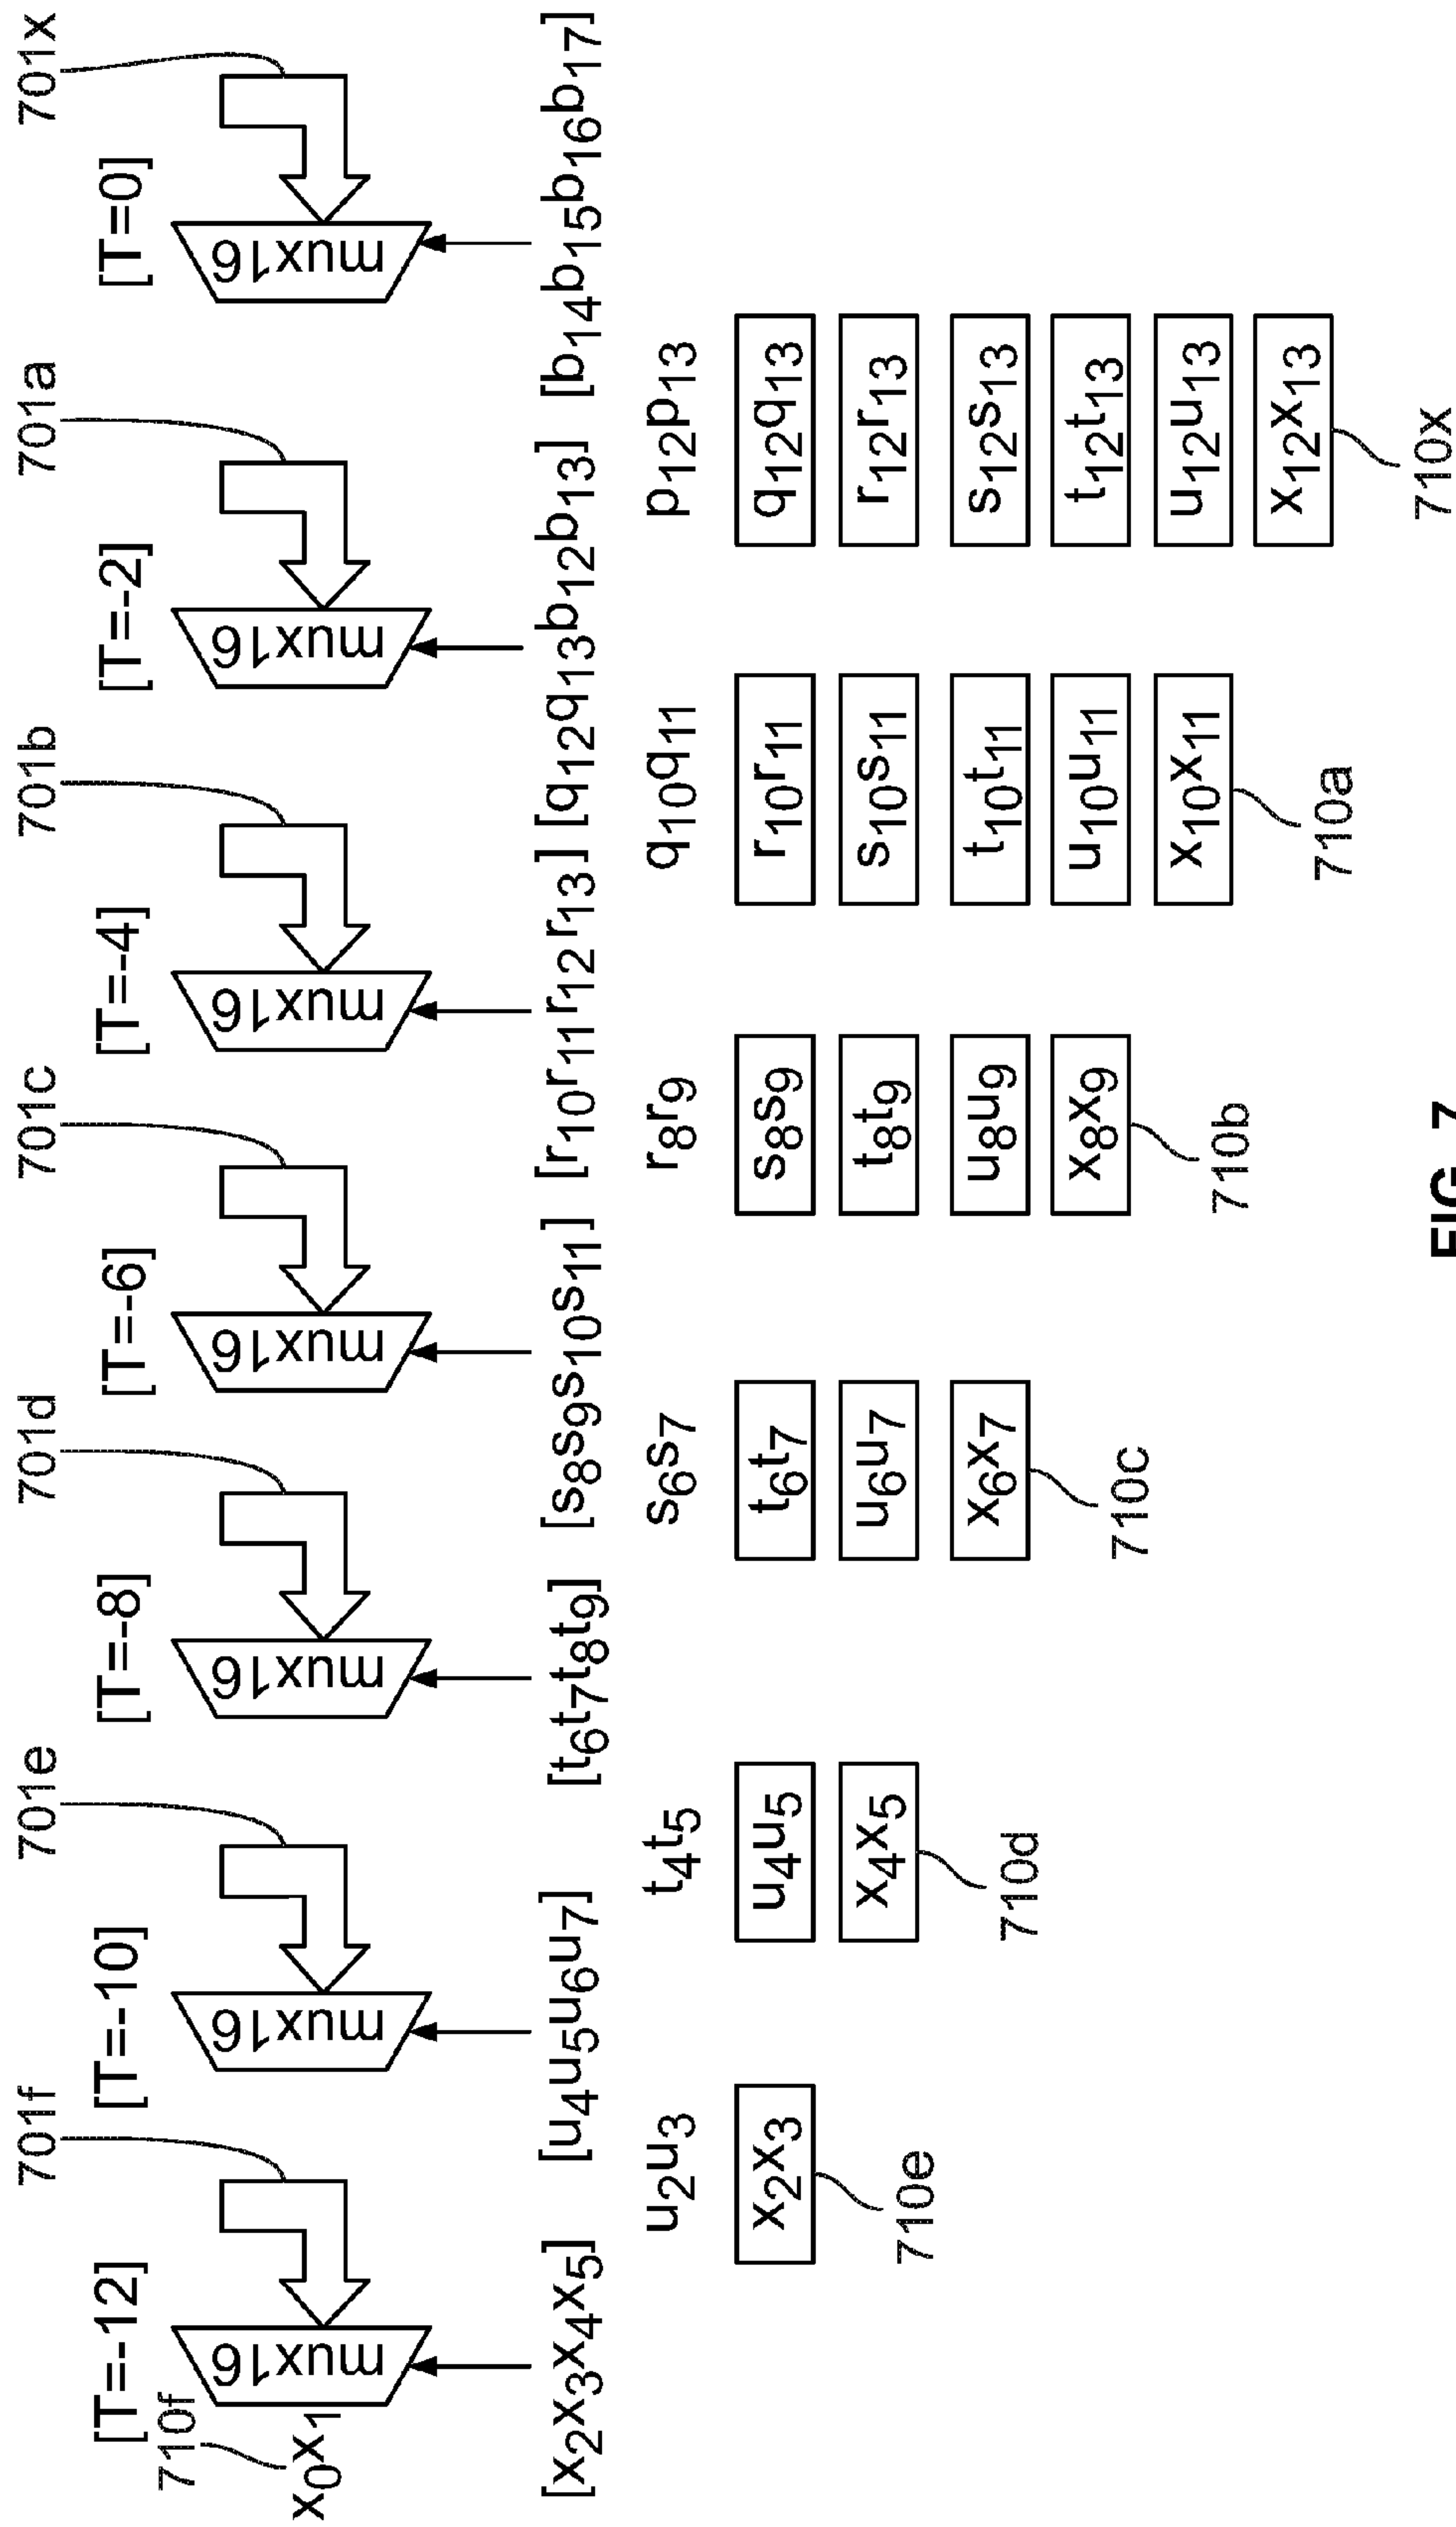 701f 701e 701d 701c 701b 701a 701x
[T=-12] [T=-10] [T=-8] [T=-6] [T=-4] [T=-2] [T=0]
710f
mux16 mux16 mux16 mux16 mux16 mux16 mux16
x₀x₁
[x₂x₃x₄x₅] [u₄u₅u₆u₇] [t₆t₇t₈t₉] [s₈s₉s₁₀s₁₁] [r₁₀r₁₁r₁₂r₁₃] [q₁₂q₁₃b₁₂b₁₃] [b₁₄b₁₅b₁₆b₁₇]
u₂u₃ t₄t₅ s₆s₇ r₈r₉ q₁₀q₁₁ p₁₂p₁₃
x₂x₃ u₄u₅ t₆t₇ s₈s₉ r₁₀r₁₁ q₁₂q₁₃
x₄x₅ u₆u₇ t₈t₉ s₁₀s₁₁ r₁₂r₁₃
710e
x₆x₇ u₈u₉ t₁₀t₁₁ s₁₂s₁₃
710d
x₈x₉ u₁₀u₁₁ t₁₂t₁₃
710c
x₁₀x₁₁ u₁₂u₁₃
710b
x₁₂x₁₃
710a
710x
FIG. 7